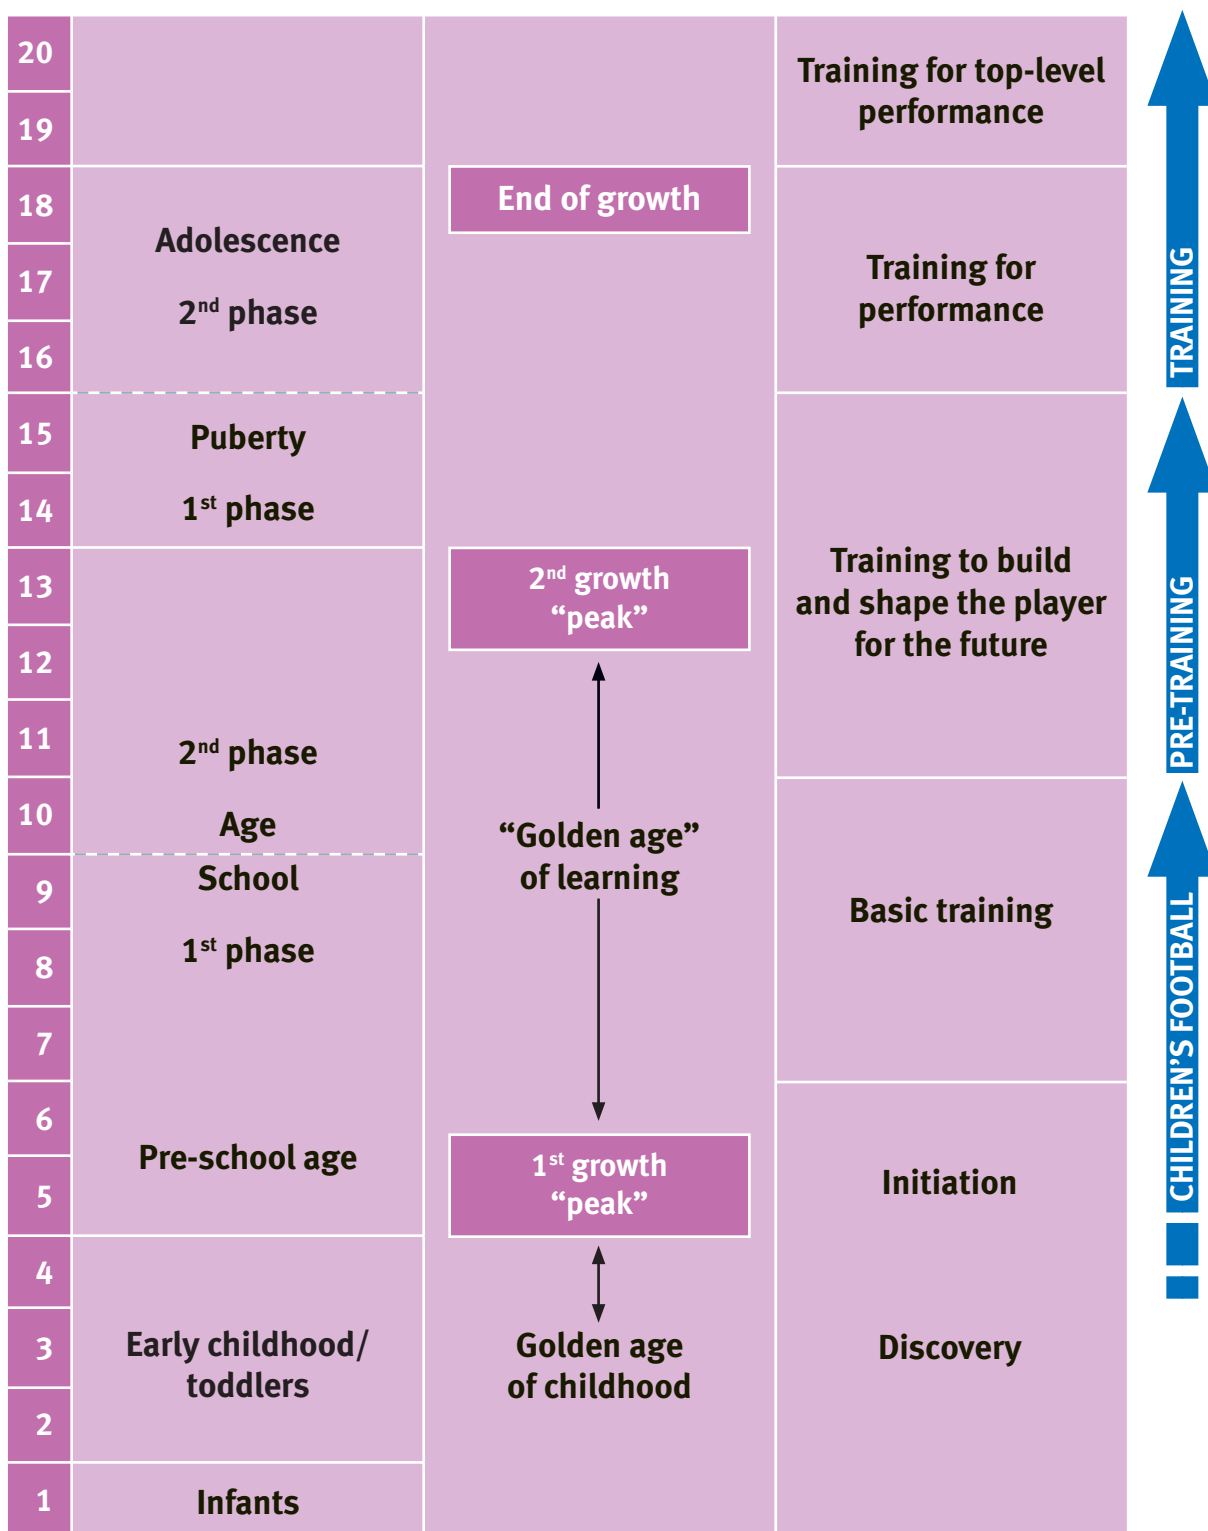 20
19
18
17
16
15
14
13
12
11
10
9
8
7
6
5
4
3
2
1
Adolescence
2nd phase
Puberty
1st phase
2nd phase
Age
School
1st phase
Pre-school age
Early childhood/
toddlers
Infants
End of growth
2nd growth
“peak”
“Golden age”
of learning
1st growth
“peak”
Golden age
of childhood
Training for top-level
performance
Training for
performance
Training to build
and shape the player
for the future
Basic training
Initiation
Discovery
TRAINING
PRE-TRAINING
CHILDREN’S FOOTBALL